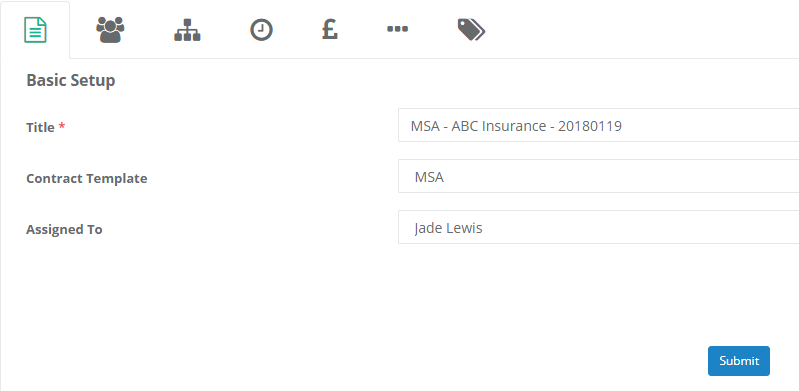 £
Basic Setup
Title * MSA - ABC Insurance - 20180119
Contract Template MSA
Assigned To Jade Lewis
Submit